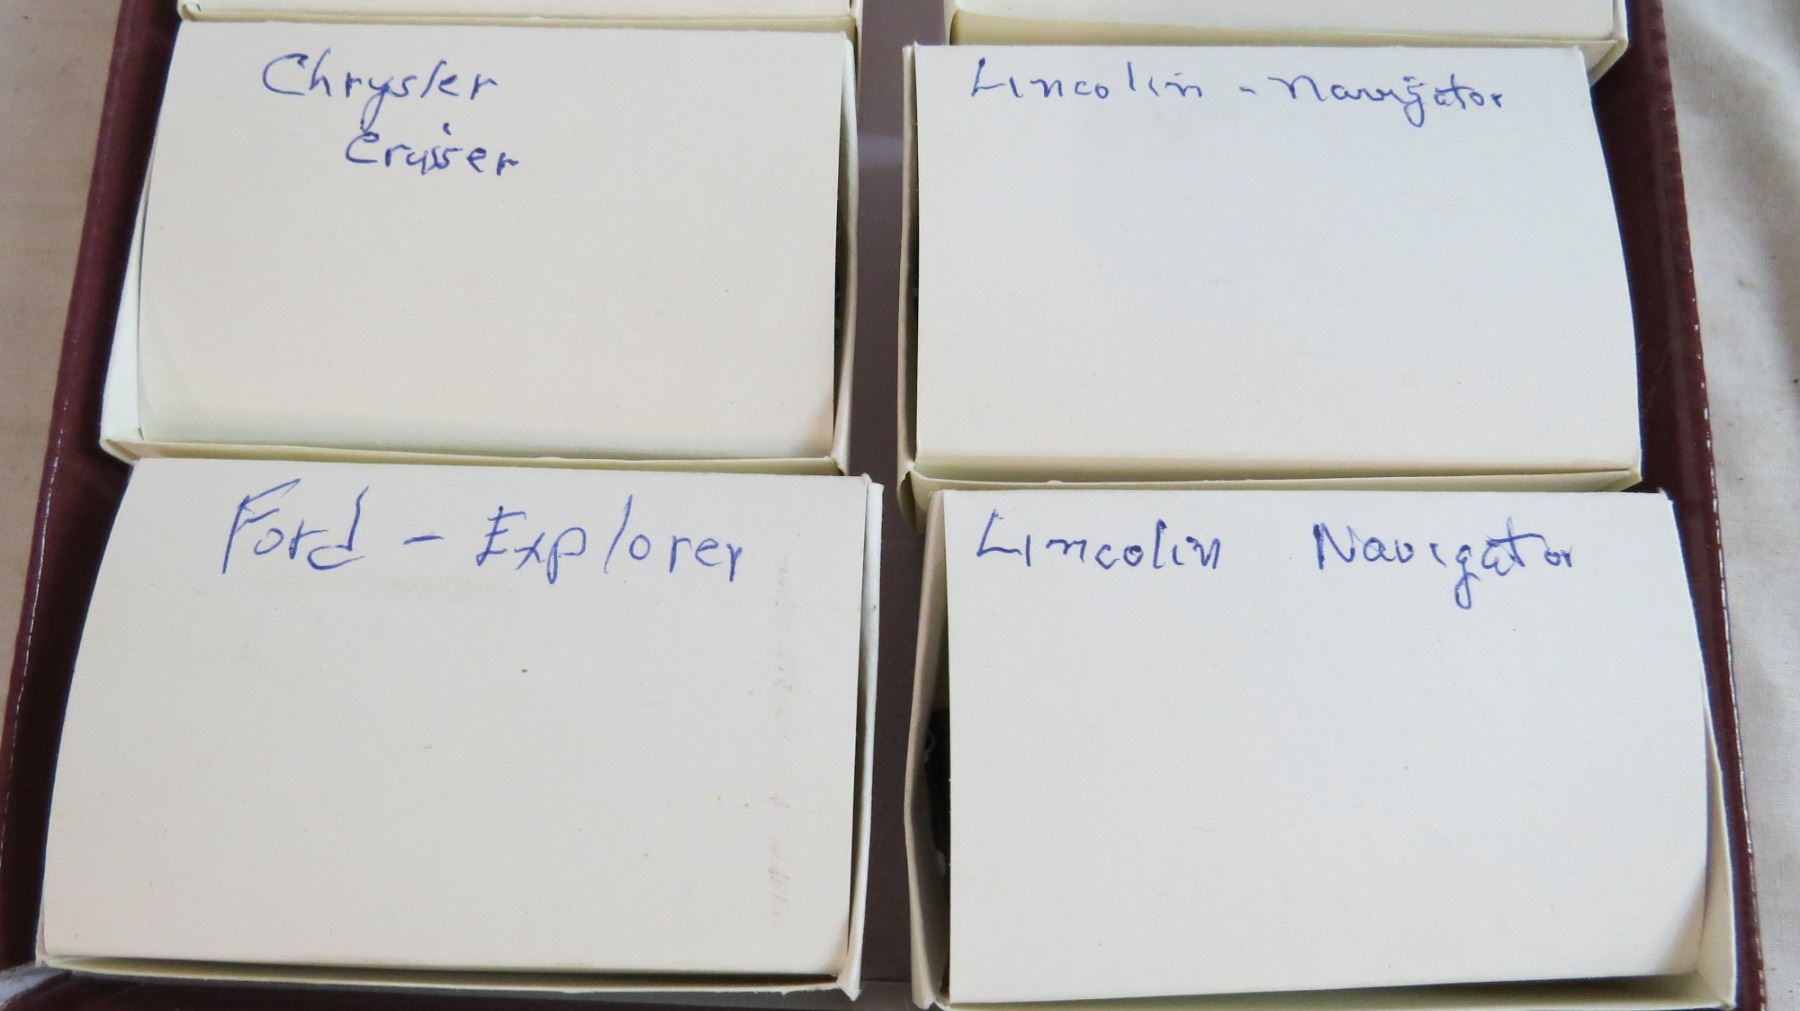 Chrysler
Cruiser
Lincolin - Navigator
Ford - Explorer
Lincolin Navigator